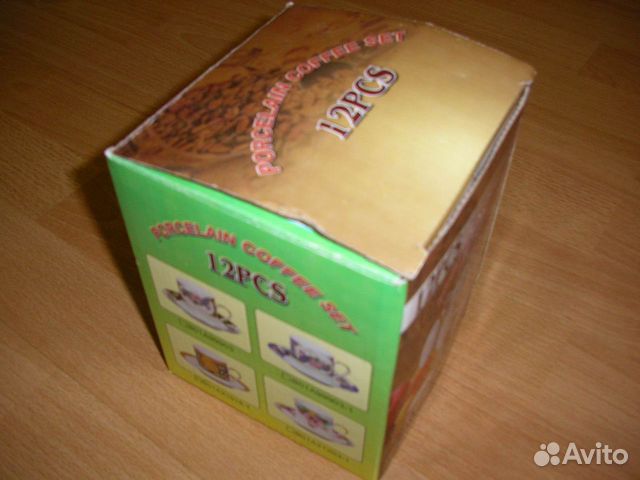 PORCELAIN COFFEE SET
12PCS
PORCELAIN COFFEE SET
12PCS
Avito